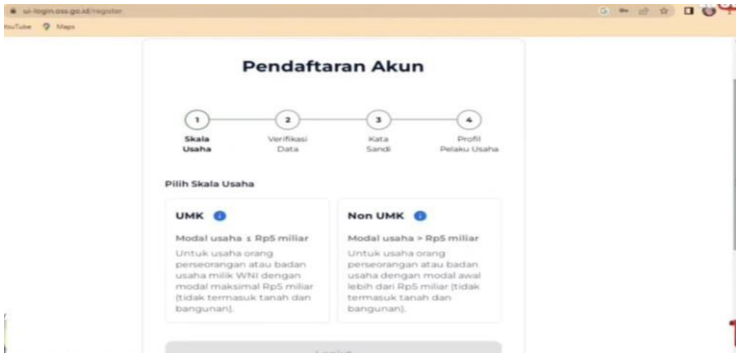 ui-login.oss.go.id/register
YouTube Maps
Pendaftaran Akun
1 2 3 4
Skala Usaha
Verifikasi Data
Kata Sandi
Profil Pelaku Usaha
Pilih Skala Usaha
UMK
Modal usaha ≤ Rp5 miliar
Untuk usaha orang
perseorangan atau badan
usaha milik WNI dengan
modal maksimal Rp5 miliar
(tidak termasuk tanah dan
bangunan).
Non UMK
Modal usaha > Rp5 miliar
Untuk usaha orang
perseorangan atau badan
usaha dengan modal awal
lebih dari Rp5 miliar (tidak
termasuk tanah dan
bangunan).